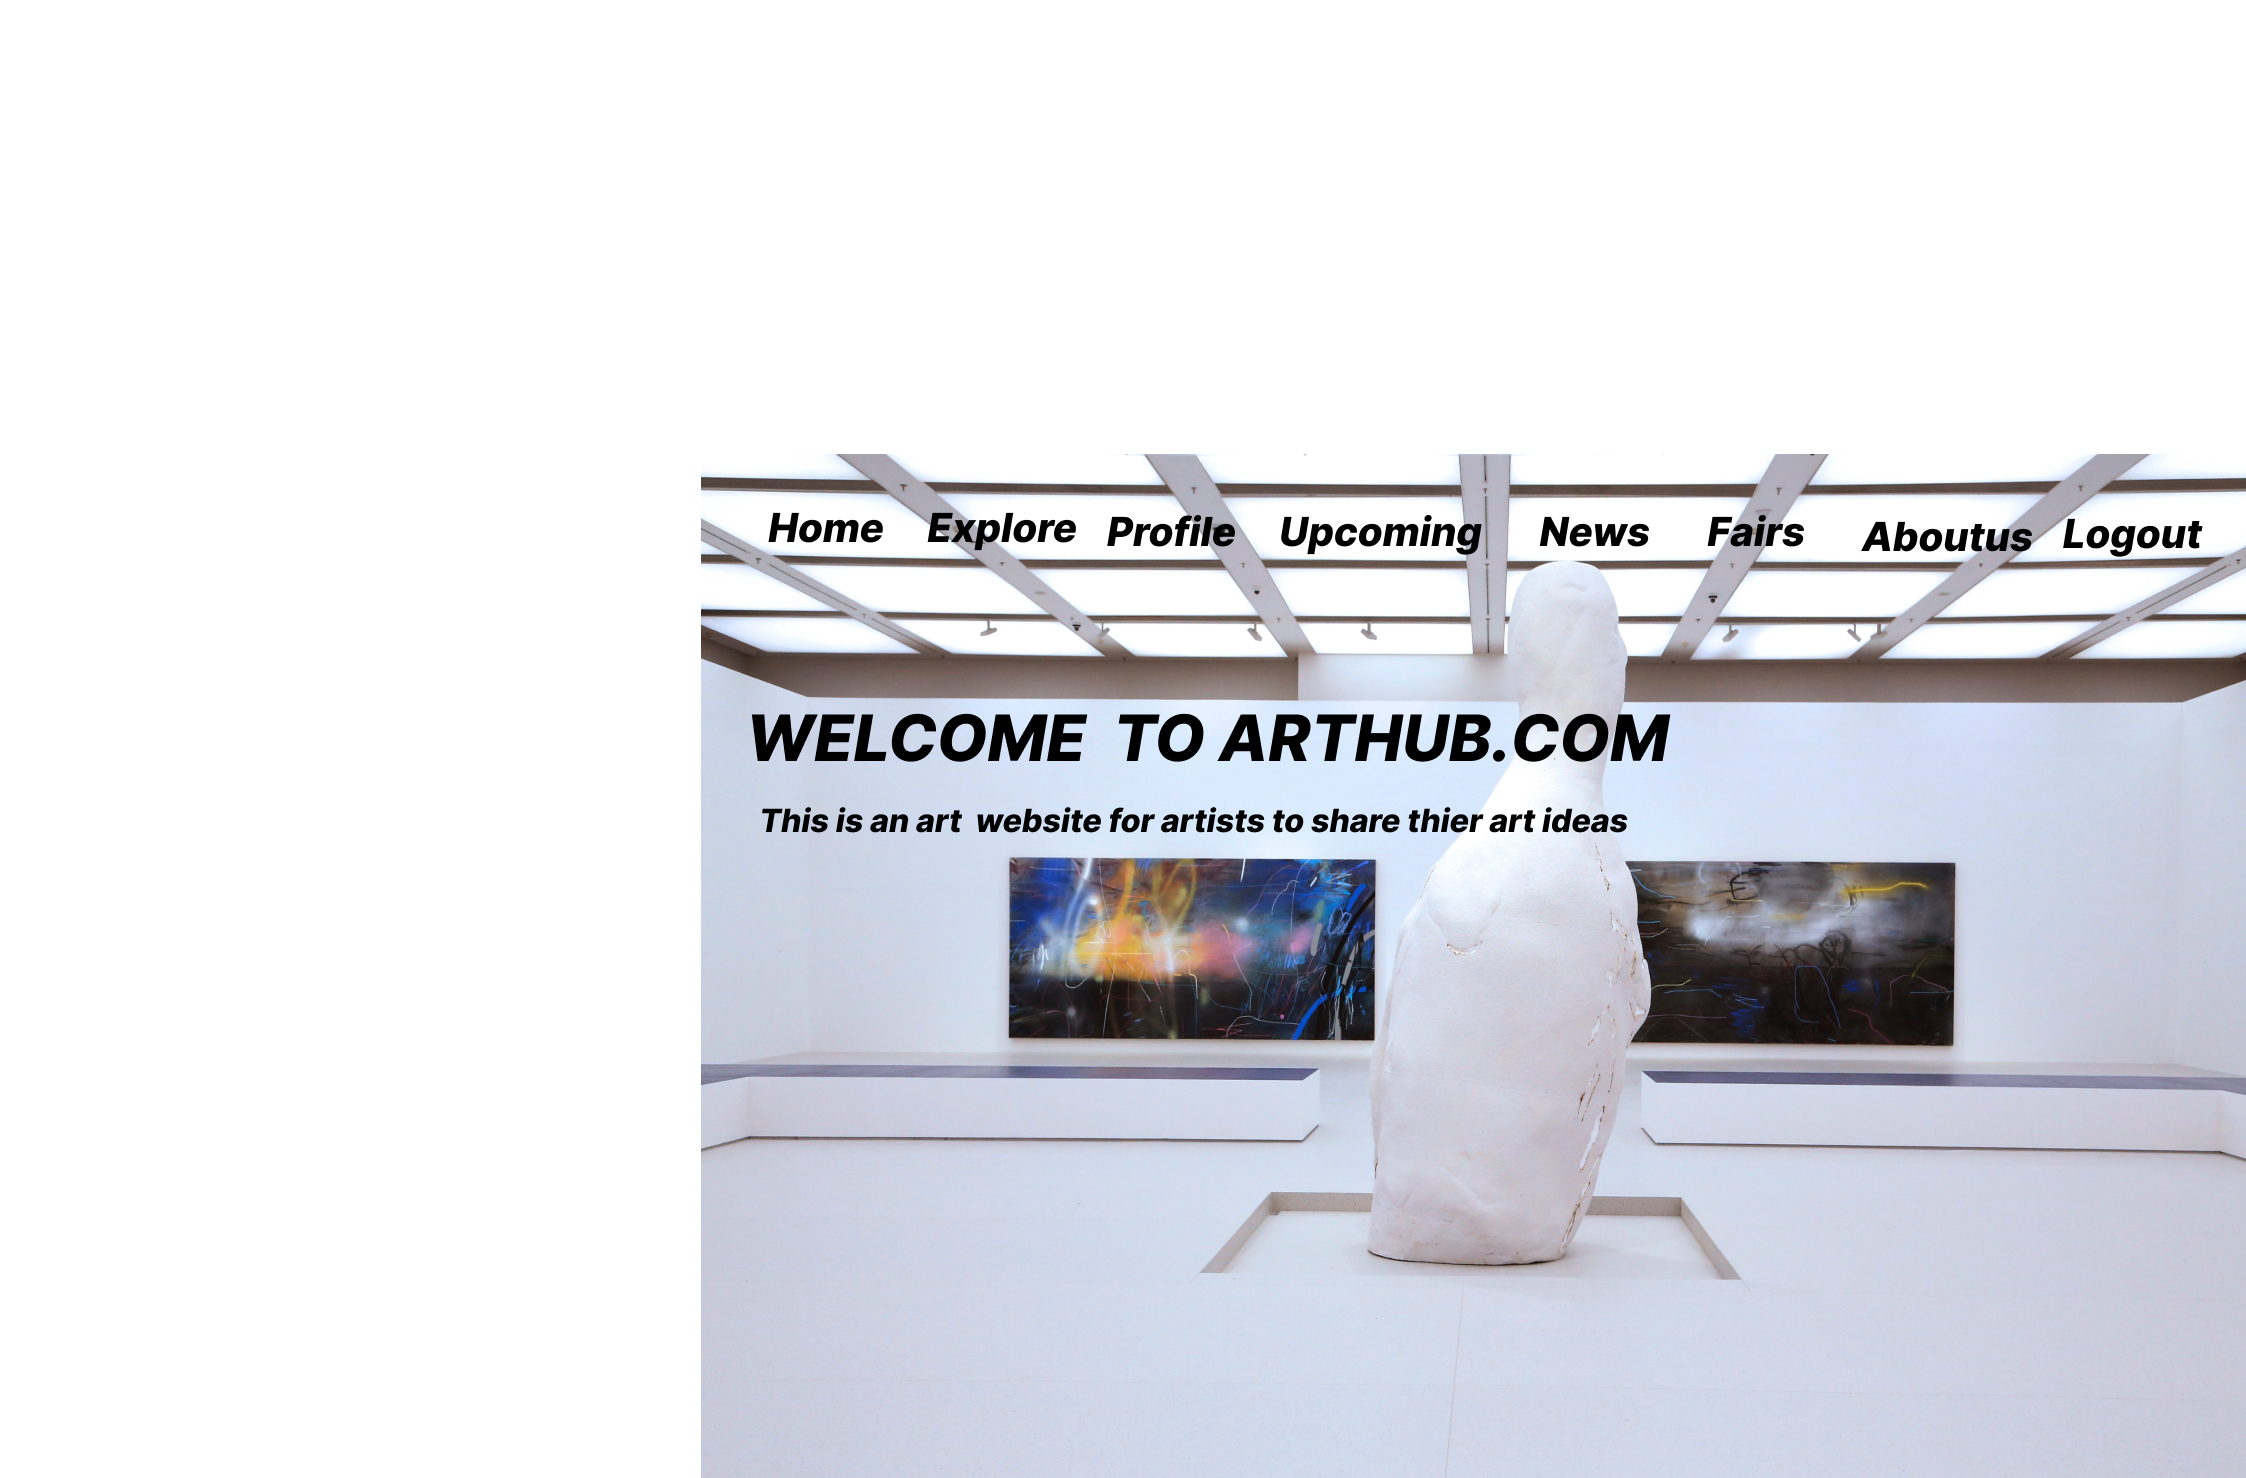 Home Explore Profile Upcoming News Fairs Aboutus Logout
WELCOME TO ARTHUB.COM
This is an art website for artists to share thier art ideas